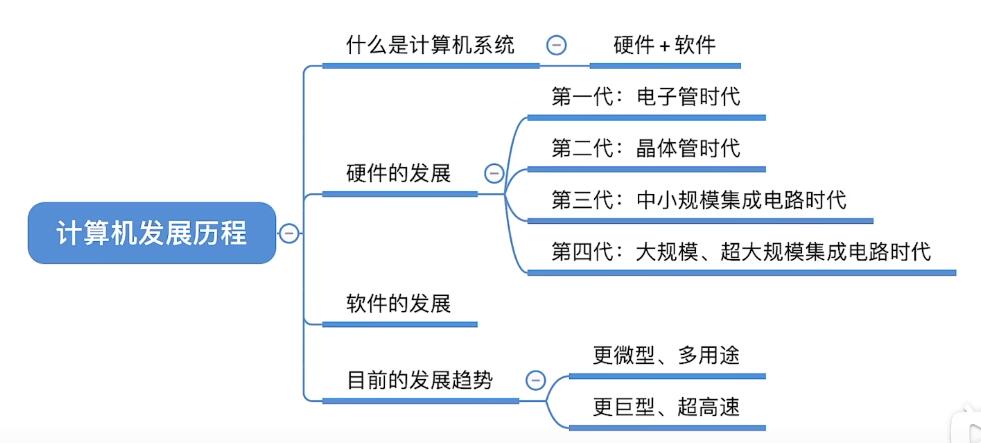 什么是计算机系统
硬件 + 软件
第一代：电子管时代
第二代：晶体管时代
硬件的发展
第三代：中小规模集成电路时代
计算机发展历程
第四代：大规模、超大规模集成电路时代
软件的发展
更微型、多用途
目前的发展趋势
更巨型、超高速